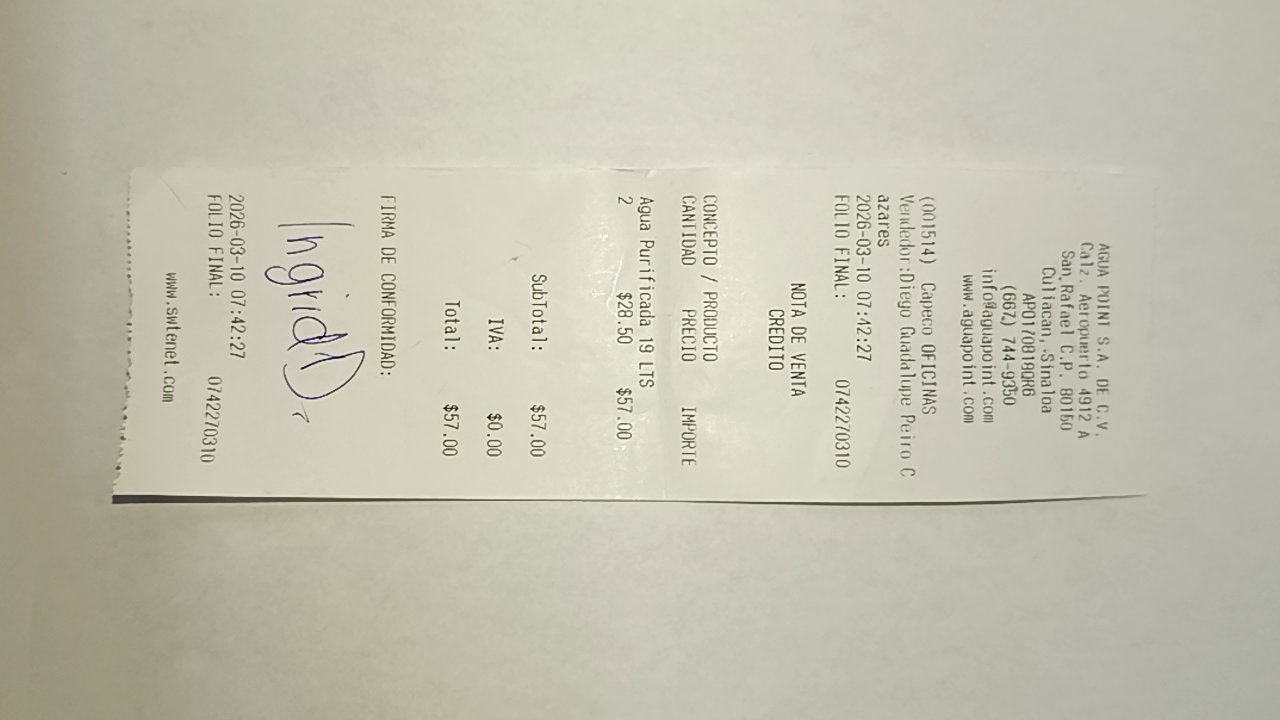 AGUA POINT S.A. DE C.V.
Calz. Aeropuerto 4912 A
San Rafael C.P. 80150
Culiacan, Sinaloa
APO170819QR6
(667) 744-9350
info@aguapoint.com
www.aguapoint.com
(001514) Capeco OFICINAS
Vendedor:Diego Guadalupe Peiro C
azares
2026-03-10 07:42:27
FOLIO FINAL: 0742270310
NOTA DE VENTA
CREDITO
CONCEPTO / PRODUCTO
CANTIDAD PRECIO IMPORTE
Agua Purificada 19 LTS
2 $28.50 $57.00
SubTotal: $57.00
IVA: $0.00
Total: $57.00
FIRMA DE CONFORMIDAD:
Ingrid
2026-03-10 07:42:27
FOLIO FINAL: 0742270310
www.swtenet.com